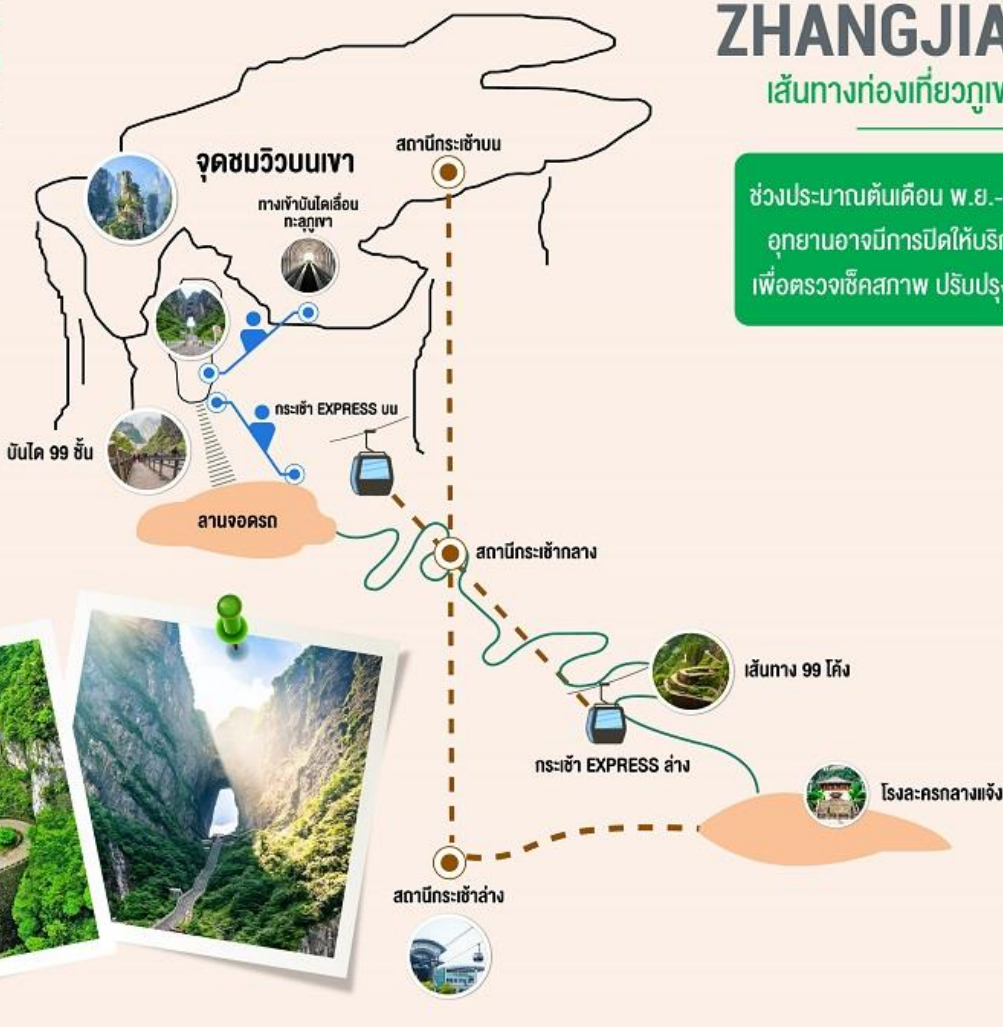 ZHANGJIA
เส้นทางท่องเที่ยวภูเข
ช่วงประมาณต้นเดือน พ.ย.-
อุทยานอาจมีการปิดให้บริก
เพื่อตรวจเช็คสภาพ ปรับปรุง
สถานีกระเช้าบน
จุดชมวิวบนเขา
ทางเข้าบันไดเลื่อน
ทะลุภูเขา
กระเช้า EXPRESS บน
บันได 99 ชั้น
ลานจอดรถ
สถานีกระเช้ากลาง
เส้นทาง 99 โค้ง
กระเช้า EXPRESS ล่าง
โรงละครกลางแจ้ง
สถานีกระเช้าล่าง